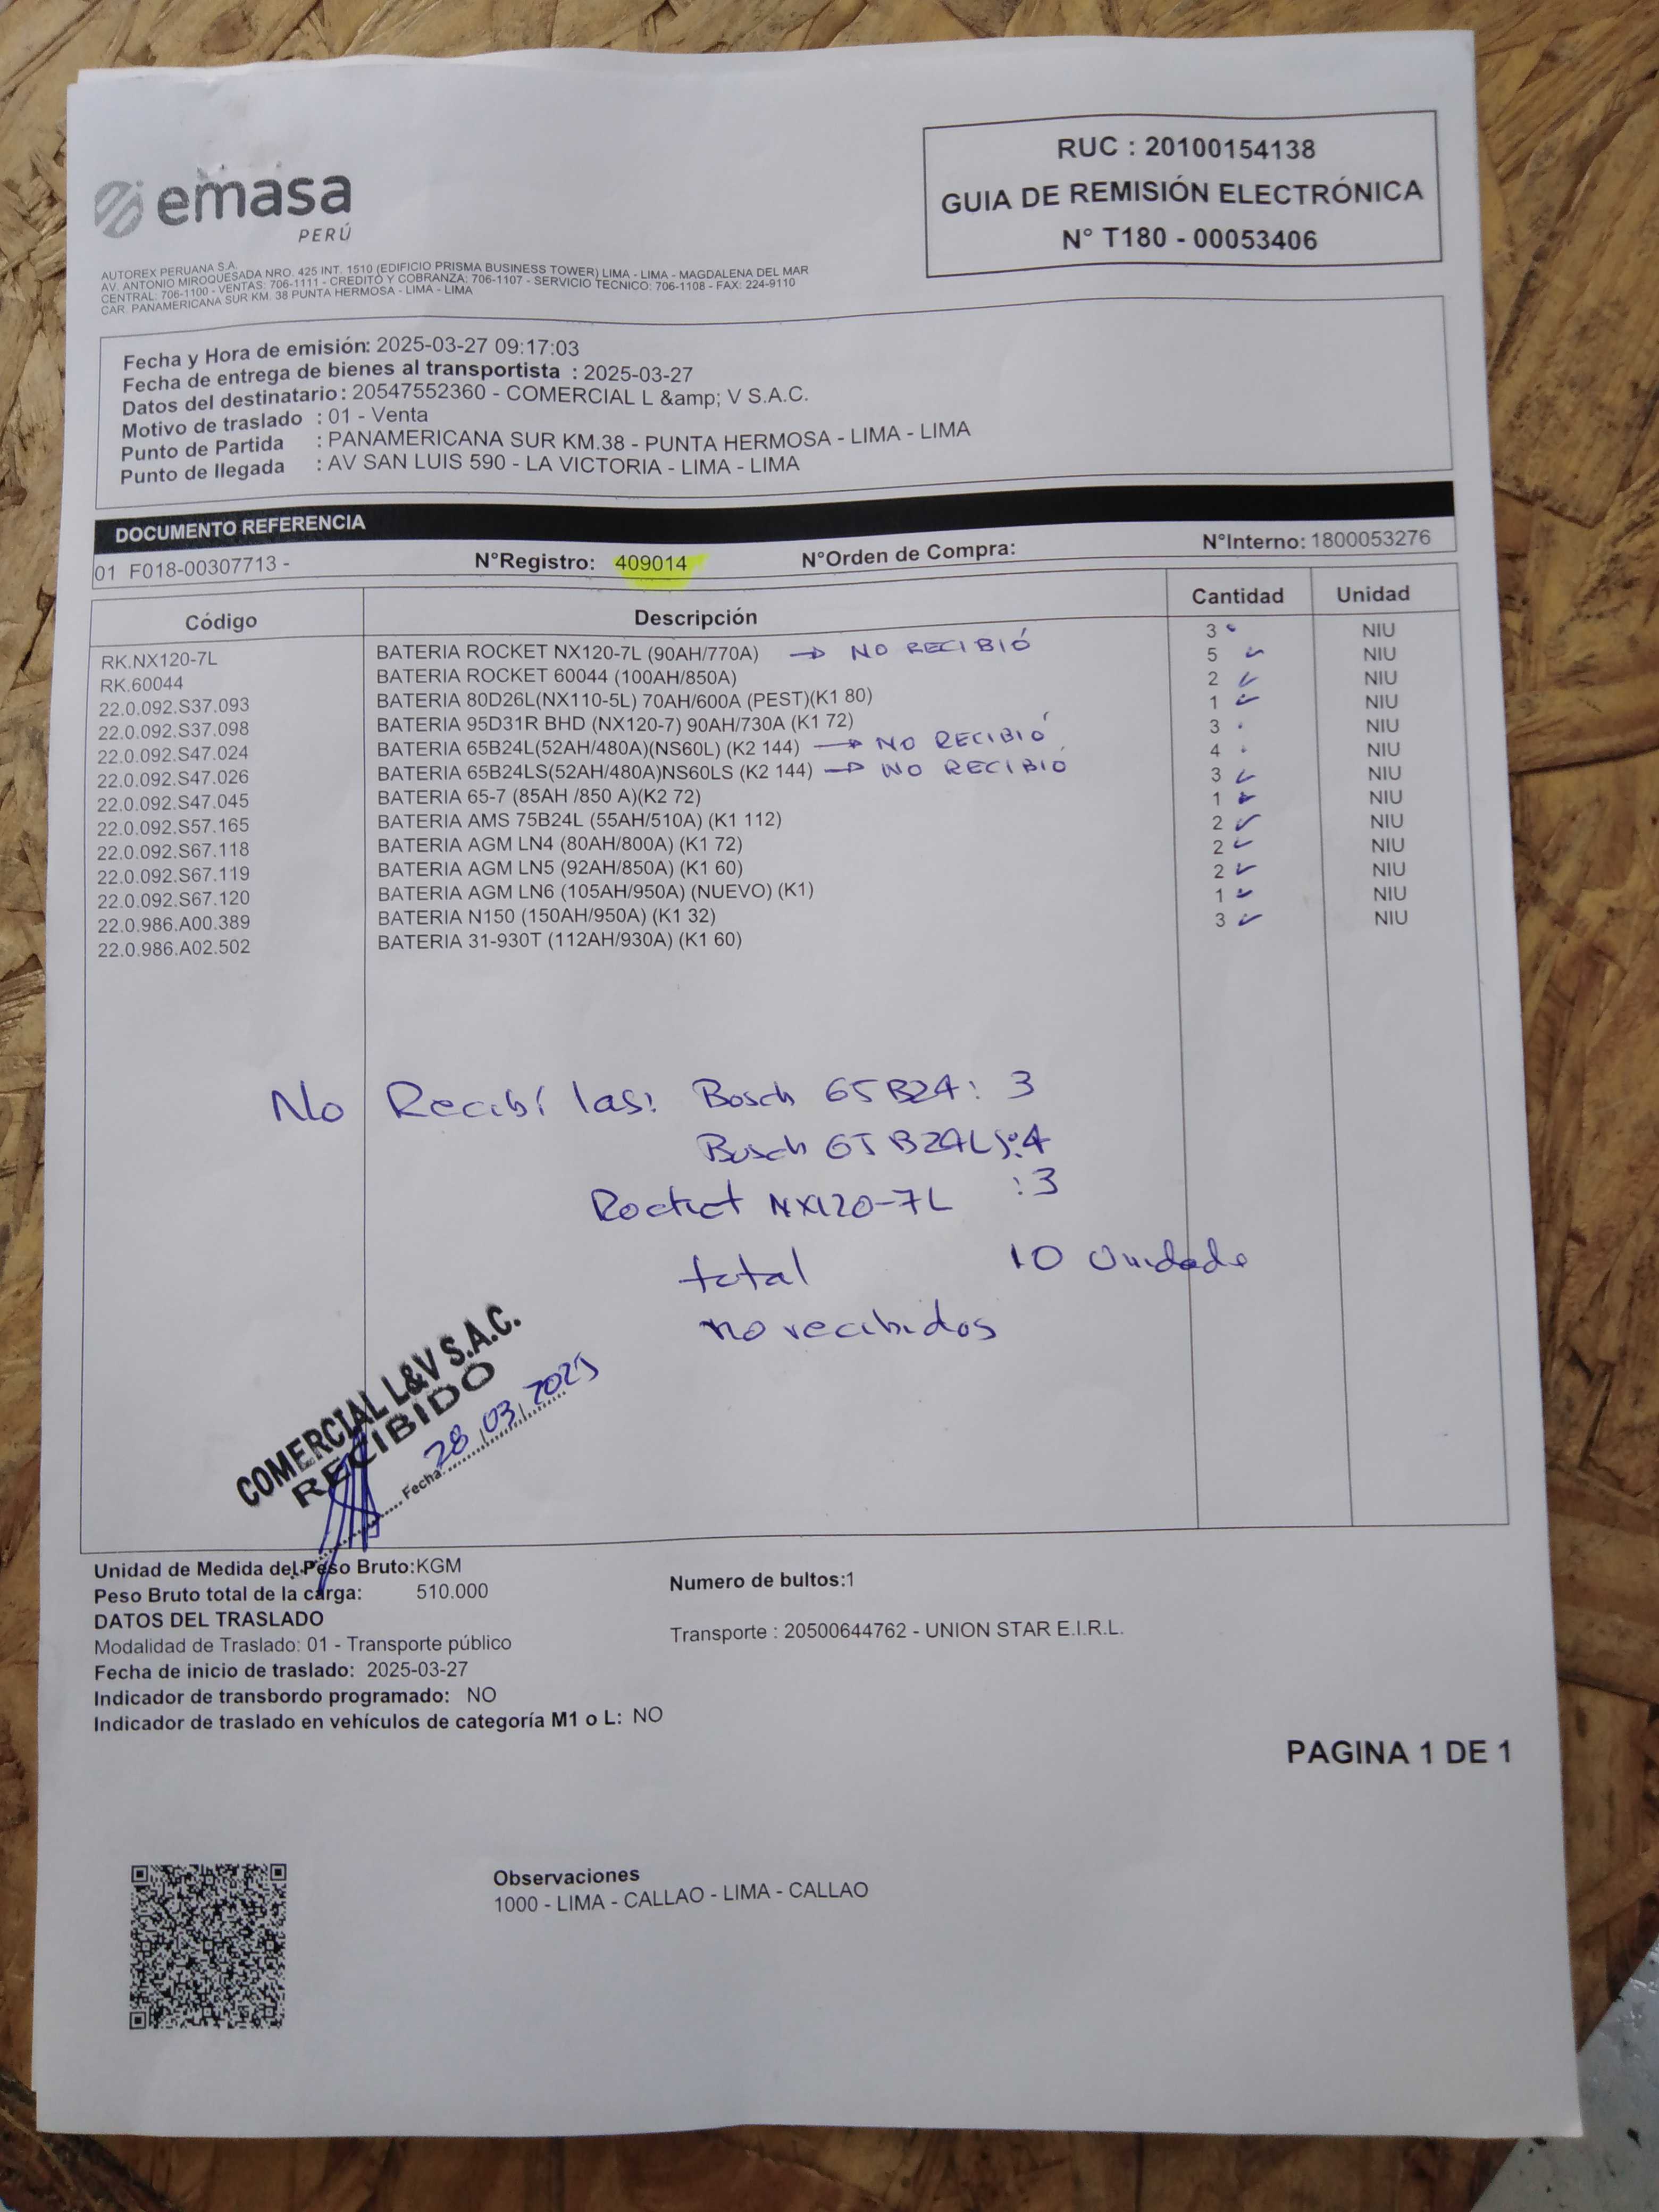 emasa
PERÚ
RUC : 20100154138
GUIA DE REMISIÓN ELECTRÓNICA
N° T180 - 00053406
AUTOREX PERUANA S.A.
AV. ANTONIO MIROQUESADA NRO. 425 INT. 1510 (EDIFICIO PRISMA BUSINESS TOWER) LIMA - LIMA - MAGDALENA DEL MAR
CENTRAL: 706-1100 - VENTAS: 706-1111 - CREDITO Y COBRANZA: 706-1107 - SERVICIO TECNICO: 706-1108 - FAX: 224-9110
CAR. PANAMERICANA SUR KM. 38 PUNTA HERMOSA - LIMA - LIMA
Fecha y Hora de emisión: 2025-03-27 09:17:03
Fecha de entrega de bienes al transportista : 2025-03-27
Datos del destinatario : 20547552360 - COMERCIAL L &amp; V S.A.C.
Motivo de traslado : 01 - Venta
Punto de Partida : PANAMERICANA SUR KM.38 - PUNTA HERMOSA - LIMA - LIMA
Punto de llegada : AV SAN LUIS 590 - LA VICTORIA - LIMA - LIMA
DOCUMENTO REFERENCIA
01 F018-00307713 - N°Registro: 409014 N°Orden de Compra: N°Interno: 1800053276
Código Descripción Cantidad Unidad
RK.NX120-7L BATERIA ROCKET NX120-7L (90AH/770A) → NO RECIBIÓ 3 NIU
RK.60044 BATERIA ROCKET 60044 (100AH/850A) 5 NIU
22.0.092.S37.093 BATERIA 80D26L(NX110-5L) 70AH/600A (PEST)(K1 80) 2 NIU
22.0.092.S37.098 BATERIA 95D31R BHD (NX120-7) 90AH/730A (K1 72) 1 NIU
22.0.092.S47.024 BATERIA 65B24L(52AH/480A)(NS60L) (K2 144) → NO RECIBIÓ 3 NIU
22.0.092.S47.026 BATERIA 65B24LS(52AH/480A)NS60LS (K2 144) → NO RECIBIÓ 4 NIU
22.0.092.S47.045 BATERIA 65-7 (85AH /850 A)(K2 72) 3 NIU
22.0.092.S57.165 BATERIA AMS 75B24L (55AH/510A) (K1 112) 1 NIU
22.0.092.S67.118 BATERIA AGM LN4 (80AH/800A) (K1 72) 2 NIU
22.0.092.S67.119 BATERIA AGM LN5 (92AH/850A) (K1 60) 2 NIU
22.0.092.S67.120 BATERIA AGM LN6 (105AH/950A) (NUEVO) (K1) 2 NIU
22.0.986.A00.389 BATERIA N150 (150AH/950A) (K1 32) 1 NIU
22.0.986.A02.502 BATERIA 31-930T (112AH/930A) (K1 60) 3 NIU
No Recibí las: Bosch 65B24: 3
Bosch 65B24LS:4
Rocket NX120-7L :3
total 10 Unidade
no recibidos
COMERCIAL L&V S.A.C.
RECIBIDO
Fecha: 28/03/2025
Unidad de Medida del Peso Bruto:KGM
Peso Bruto total de la carga: 510.000 Numero de bultos:1
DATOS DEL TRASLADO
Modalidad de Traslado: 01 - Transporte público Transporte : 20500644762 - UNION STAR E.I.R.L.
Fecha de inicio de traslado: 2025-03-27
Indicador de transbordo programado: NO
Indicador de traslado en vehículos de categoría M1 o L: NO
PAGINA 1 DE 1
Observaciones
1000 - LIMA - CALLAO - LIMA - CALLAO